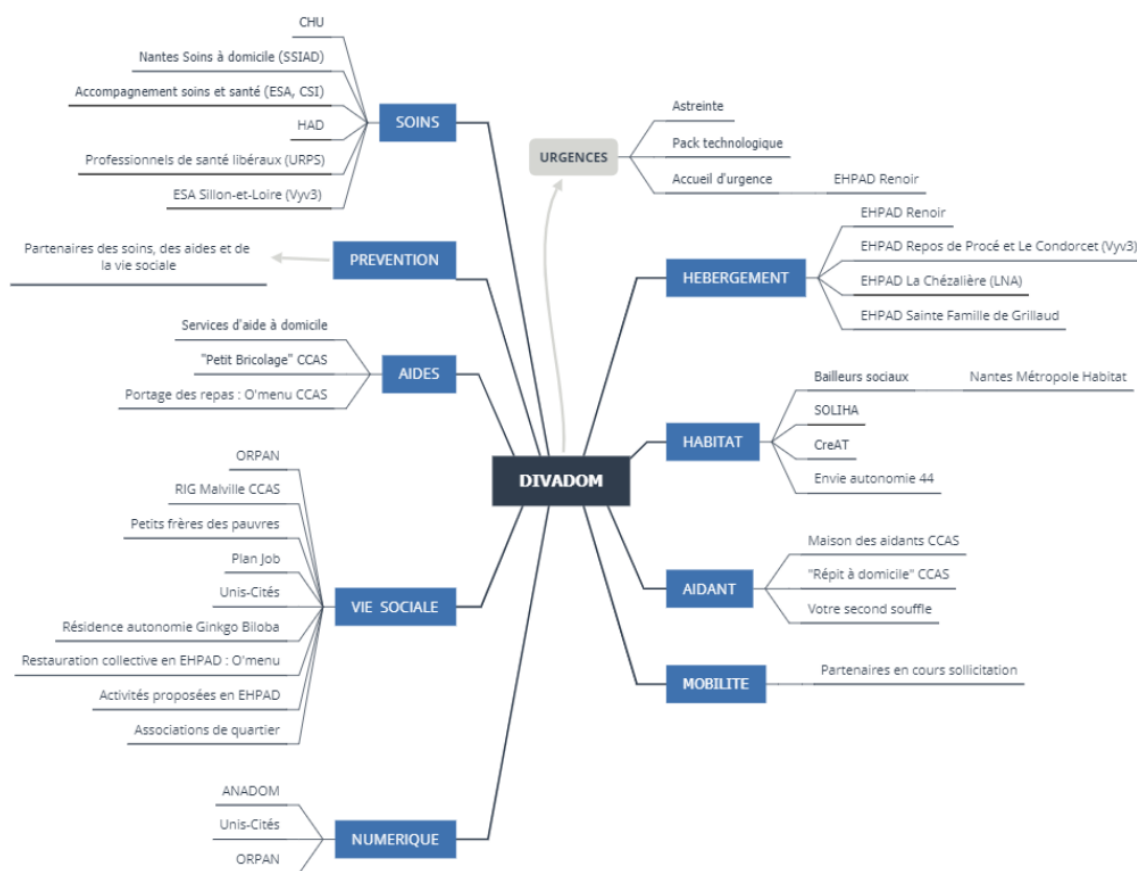 CHU
Nantes Soins à domicile (SSIAD)
Accompagnement soins et santé (ESA, CSI)
HAD
Professionnels de santé libéraux (URPS)
ESA Sillon-et-Loire (Vyv3)
SOINS
Partenaires des soins, des aides et de
la vie sociale
PREVENTION
Services d'aide à domicile
"Petit Bricolage" CCAS
Portage des repas : O'menu CCAS
AIDES
ORPAN
RIG Malville CCAS
Petits frères des pauvres
Plan Job
Unis-Cités
Résidence autonomie Ginkgo Biloba
Restauration collective en EHPAD : O'menu
Activités proposées en EHPAD
Associations de quartier
VIE SOCIALE
ANADOM
Unis-Cités
ORPAN
NUMERIQUE
DIVADOM
URGENCES
Astreinte
Pack technologique
Accueil d'urgence
EHPAD Renoir
HEBERGEMENT
EHPAD Renoir
EHPAD Repos de Procé et Le Condorcet (Vyv3)
EHPAD La Chézalière (LNA)
EHPAD Sainte Famille de Grillaud
HABITAT
Bailleurs sociaux
Nantes Métropole Habitat
SOLIHA
CreAT
Envie autonomie 44
AIDANT
Maison des aidants CCAS
"Répit à domicile" CCAS
Votre second souffle
MOBILITE
Partenaires en cours sollicitation